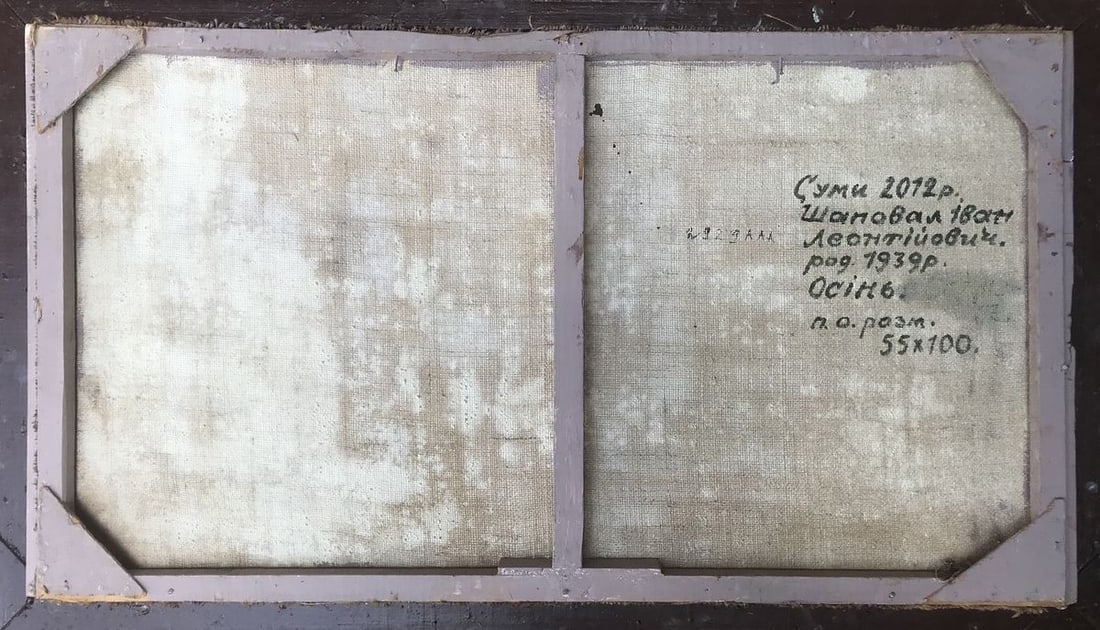 Суми 2012р.
Шаповал Іван
Леонтійович.
род. 1939р.
Осінь.
п.о. розм.
55х100.